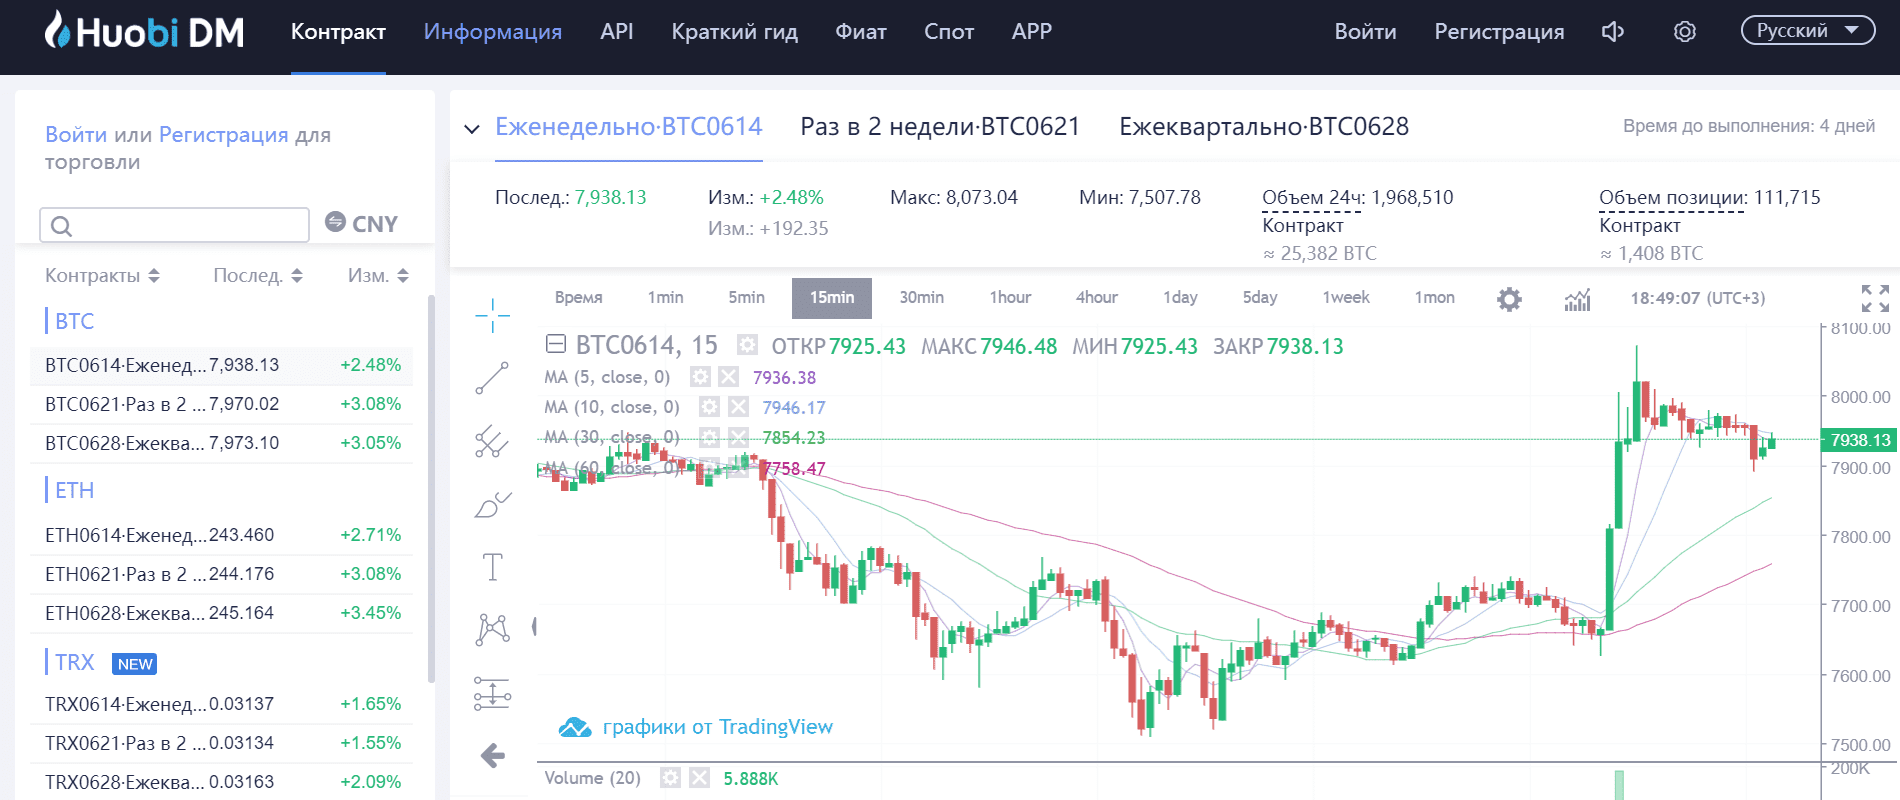 Huobi DM
Контракт Информация API Краткий гид Фиат Спот APP Войти Регистрация Русский
Войти или Регистрация для
торговли
CNY
Контракты Послед. Изм.
BTC
BTC0614·Еженед... 7,938.13 +2.48%
BTC0621·Раз в 2 ... 7,970.02 +3.08%
BTC0628·Ежеква... 7,973.10 +3.05%
ETH
ETH0614·Еженед... 243.460 +2.71%
ETH0621·Раз в 2 ... 244.176 +3.08%
ETH0628·Ежеква... 245.164 +3.45%
TRX NEW
TRX0614·Еженед... 0.03137 +1.65%
TRX0621·Раз в 2 ... 0.03134 +1.55%
TRX0628·Ежеква... 0.03163 +2.09%
Еженедельно·BTC0614 Раз в 2 недели·BTC0621 Ежеквартально·BTC0628 Время до выполнения: 4 дней
Послед.: 7,938.13 Изм.: +2.48% Макс: 8,073.04 Мин: 7,507.78 Объем 24ч: 1,968,510 Объем позиции: 111,715
Изм.: +192.35 Контракт Контракт
≈ 25,382 BTC ≈ 1,408 BTC
Время 1min 5min 15min 30min 1hour 4hour 1day 5day 1week 1mon 18:49:07 (UTC+3)
BTC0614, 15 ОТКР 7925.43 МАКС 7946.48 МИН 7925.43 ЗАКР 7938.13
MA (5, close, 0) 7936.38
MA (10, close, 0) 7946.17
MA (30, close, 0) 7854.23
MA (60, close, 0) 7758.47
8100.00
8000.00
7938.13
7900.00
7800.00
7700.00
7600.00
7500.00
200K
графики от TradingView
Volume (20) 5.888K